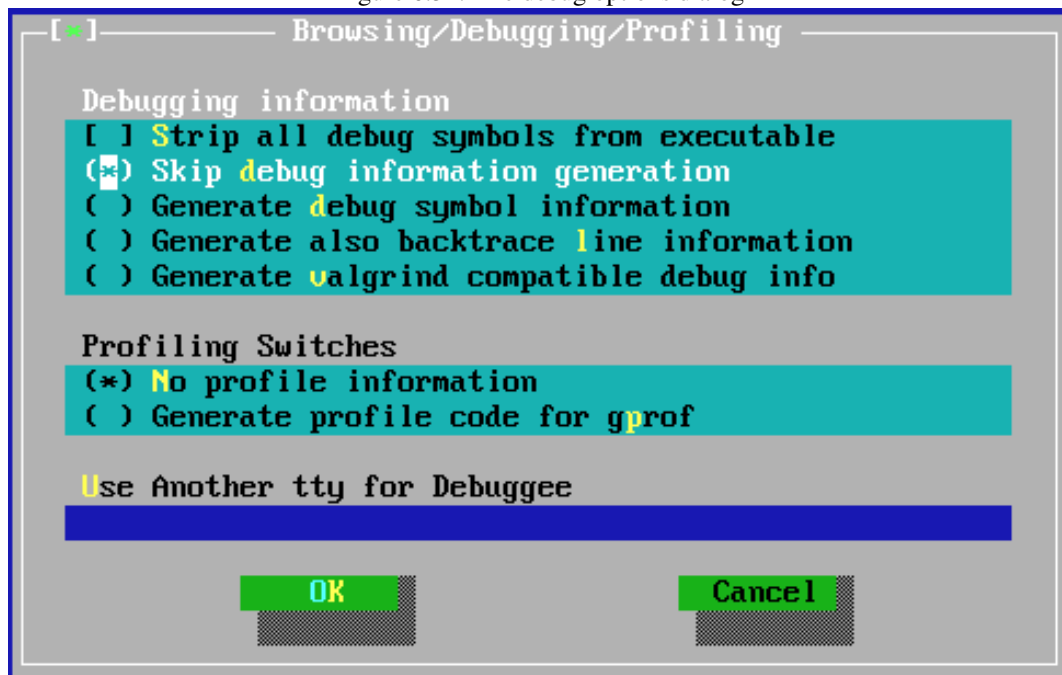 [*] Browsing/Debugging/Profiling
Debugging information
[ ] Strip all debug symbols from executable
(*) Skip debug information generation
( ) Generate debug symbol information
( ) Generate also backtrace line information
( ) Generate valgrind compatible debug info
Profiling Switches
(*) No profile information
( ) Generate profile code for gprof
Use Another tty for Debuggee
OK Cancel